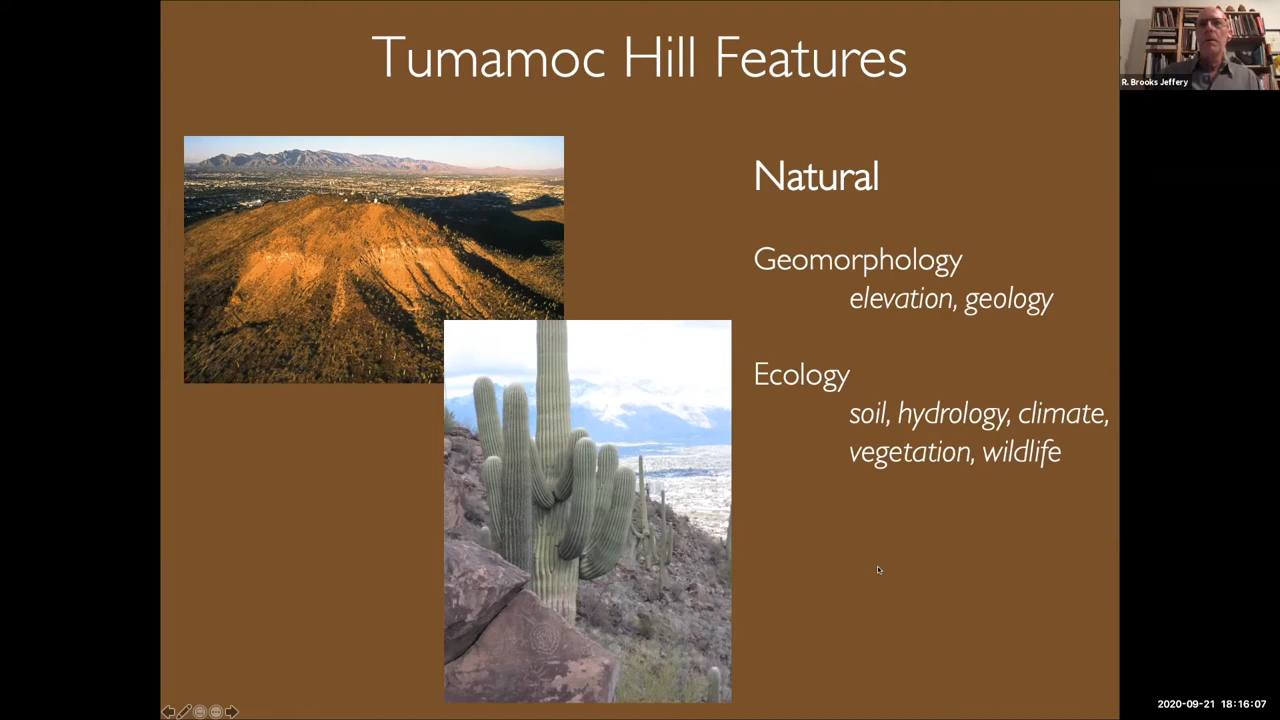 Tumamoc Hill Features
R. Brooks Jeffery
Natural
Geomorphology
elevation, geology
Ecology
soil, hydrology, climate,
vegetation, wildlife
2020-09-21 18:16:07